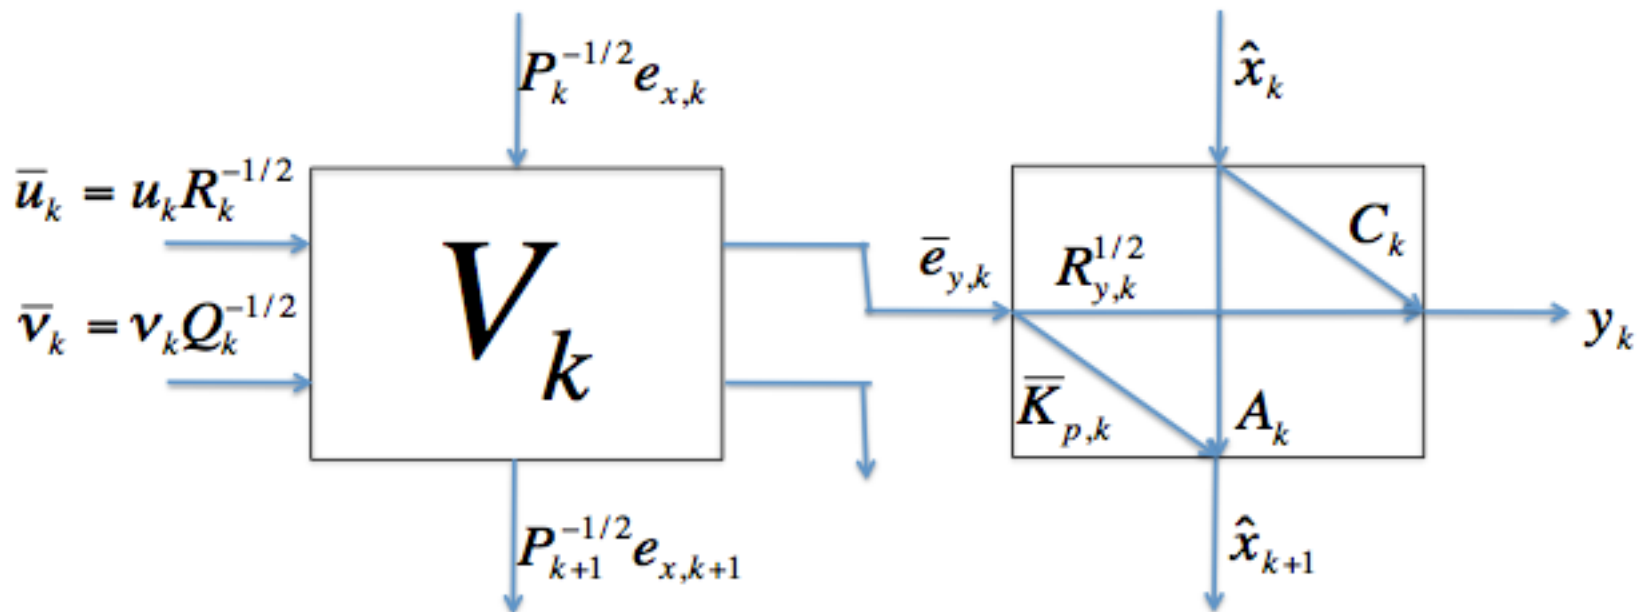 P_k^{-1/2} e_{x,k}
x̂_k
ū_k = u_k R_k^{-1/2}
ν̄_k = ν_k Q_k^{-1/2}
V_k
ē_{y,k}
R_{y,k}^{1/2}
C_k
y_k
K̄_{p,k}
A_k
P_{k+1}^{-1/2} e_{x,k+1}
x̂_{k+1}